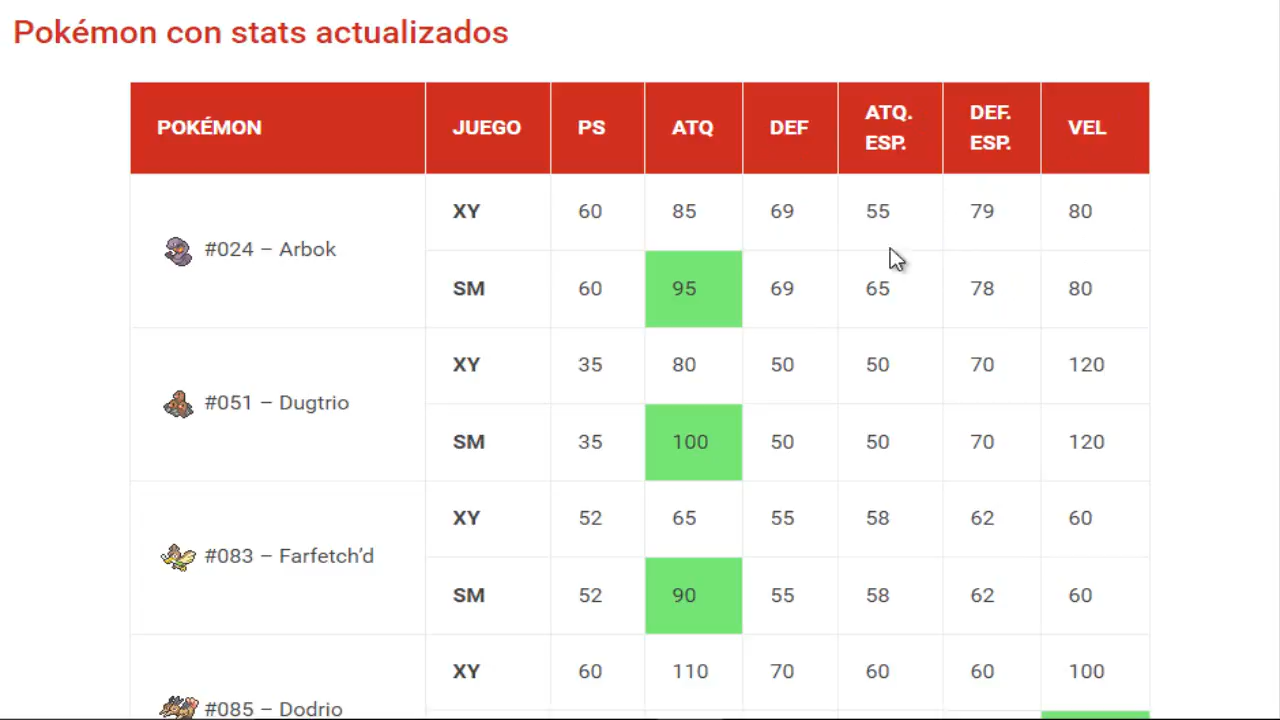 Pokémon con stats actualizados
POKÉMON JUEGO PS ATQ DEF ATQ. ESP. DEF. ESP. VEL
#024 – Arbok
XY 60 85 69 55 79 80
SM 60 95 69 65 78 80
#051 – Dugtrio
XY 35 80 50 50 70 120
SM 35 100 50 50 70 120
#083 – Farfetch’d
XY 52 65 55 58 62 60
SM 52 90 55 58 62 60
#085 – Dodrio
XY 60 110 70 60 60 100